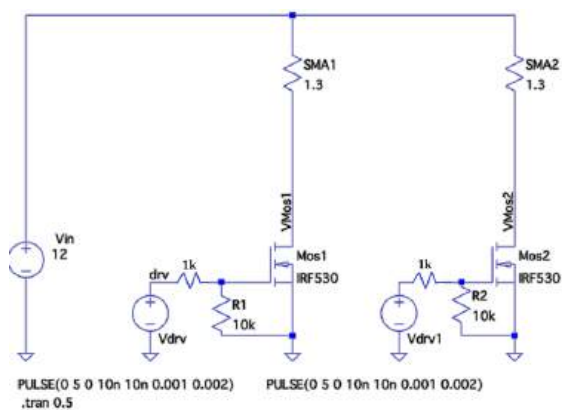 SMA1
1.3
SMA2
1.3
VMos1
VMos2
Vin
12
drv
1k
Mos1
IRF530
R1
10k
Vdrv
1k
Mos2
IRF530
R2
10k
Vdrv1
PULSE(0 5 0 10n 10n 0.001 0.002)
PULSE(0 5 0 10n 10n 0.001 0.002)
.tran 0.5